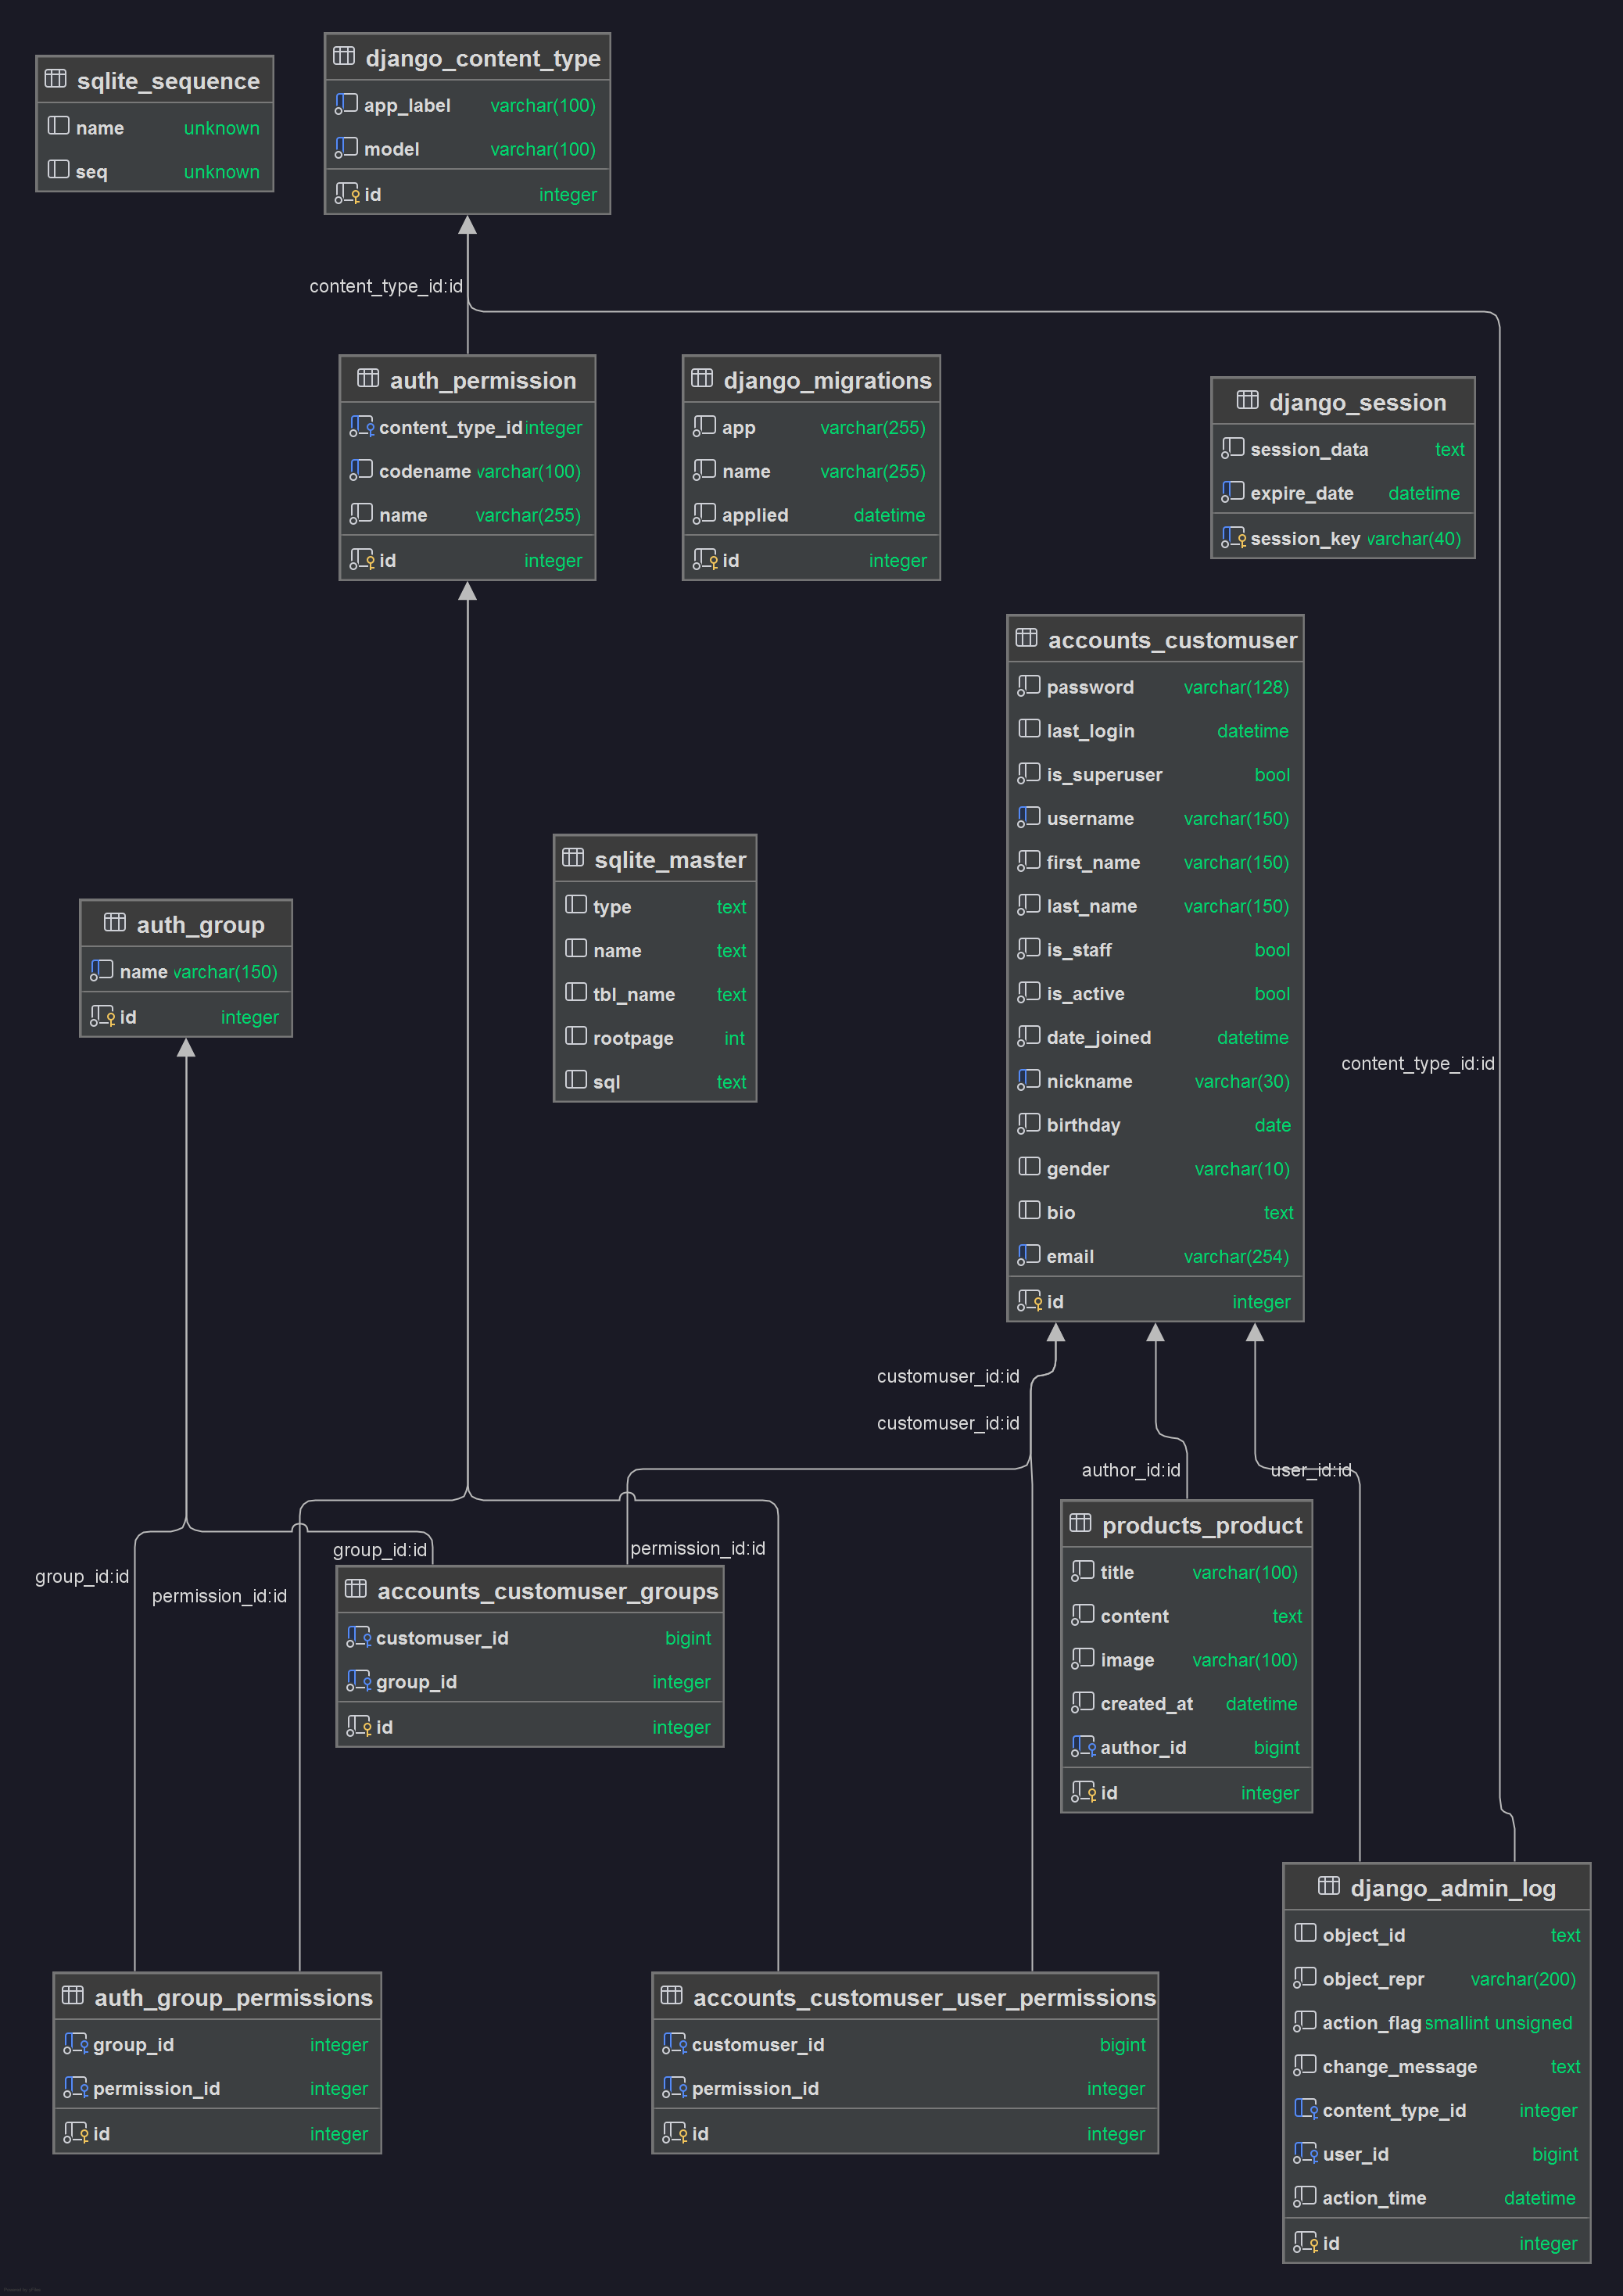 sqlite_sequence
name unknown
seq unknown
django_content_type
app_label varchar(100)
model varchar(100)
id integer
content_type_id:id
auth_permission
content_type_id integer
codename varchar(100)
name varchar(255)
id integer
django_migrations
app varchar(255)
name varchar(255)
applied datetime
id integer
django_session
session_data text
expire_date datetime
session_key varchar(40)
accounts_customuser
password varchar(128)
last_login datetime
is_superuser bool
username varchar(150)
first_name varchar(150)
last_name varchar(150)
is_staff bool
is_active bool
date_joined datetime
nickname varchar(30)
birthday date
gender varchar(10)
bio text
email varchar(254)
id integer
sqlite_master
type text
name text
tbl_name text
rootpage int
sql text
auth_group
name varchar(150)
id integer
content_type_id:id
customuser_id:id
customuser_id:id
author_id:id
user_id:id
group_id:id
permission_id:id
group_id:id
permission_id:id
accounts_customuser_groups
customuser_id bigint
group_id integer
id integer
products_product
title varchar(100)
content text
image varchar(100)
created_at datetime
author_id bigint
id integer
auth_group_permissions
group_id integer
permission_id integer
id integer
accounts_customuser_user_permissions
customuser_id bigint
permission_id integer
id integer
django_admin_log
object_id text
object_repr varchar(200)
action_flag smallint unsigned
change_message text
content_type_id integer
user_id bigint
action_time datetime
id integer